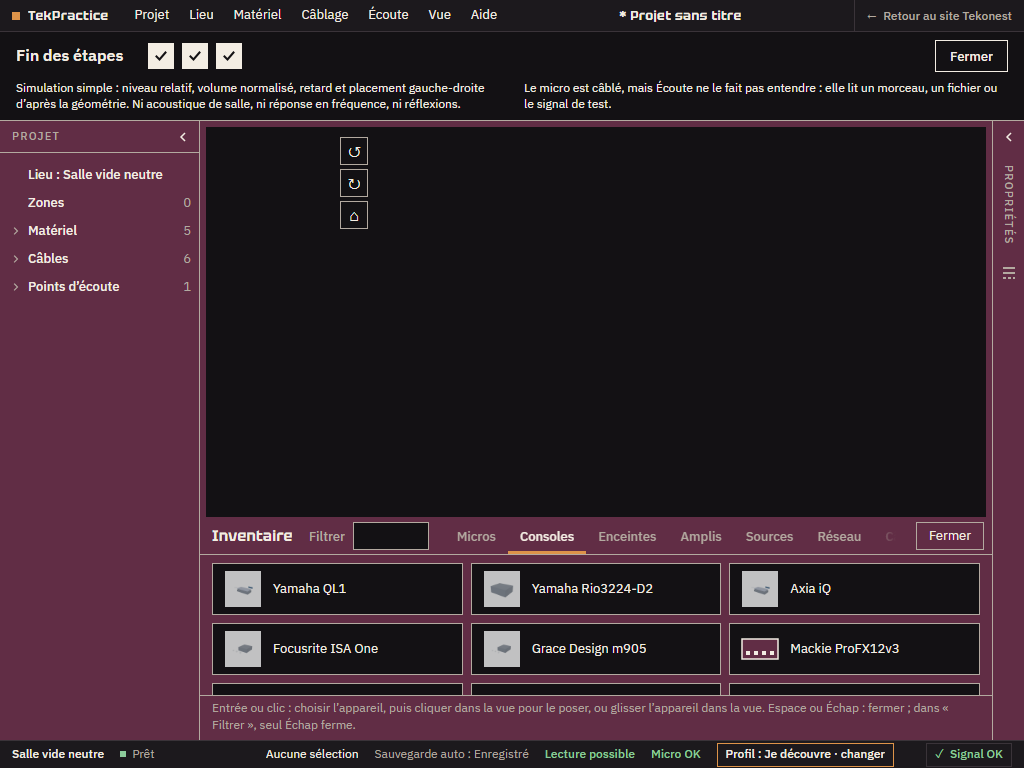 TekPractice Projet Lieu Matériel Câblage Écoute Vue Aide * Projet sans titre ← Retour au site Tekonest
Fin des étapes Fermer
Simulation simple : niveau relatif, volume normalisé, retard et placement gauche-droite
d’après la géométrie. Ni acoustique de salle, ni réponse en fréquence, ni réflexions.
Le micro est câblé, mais Écoute ne le fait pas entendre : elle lit un morceau, un fichier ou
le signal de test.
PROJET
Lieu : Salle vide neutre
Zones 0
Matériel 5
Câbles 6
Points d’écoute 1
PROPRIÉTÉS
Inventaire Filtrer Micros Consoles Enceintes Amplis Sources Réseau C Fermer
Yamaha QL1 Yamaha Rio3224-D2 Axia iQ
Focusrite ISA One Grace Design m905 Mackie ProFX12v3
Entrée ou clic : choisir l’appareil, puis cliquer dans la vue pour le poser, ou glisser l’appareil dans la vue. Espace ou Échap : fermer ; dans «
Filtrer », seul Échap ferme.
Salle vide neutre Prêt Aucune sélection Sauvegarde auto : Enregistré Lecture possible Micro OK Profil : Je découvre · changer ✓ Signal OK